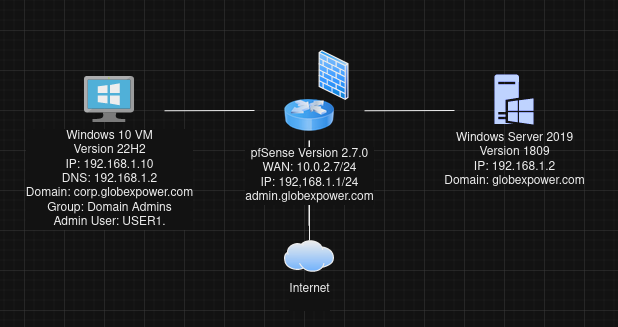 Windows 10 VM
Version 22H2
IP: 192.168.1.10
DNS: 192.168.1.2
Domain: corp.globexpower.com
Group: Domain Admins
Admin User: USER1.
pfSense Version 2.7.0
WAN: 10.0.2.7/24
IP: 192,168.1.1/24
admin.globexpower.com
Windows Server 2019
Version 1809
IP: 192.168.1.2
Domain: globexpower.com
Internet